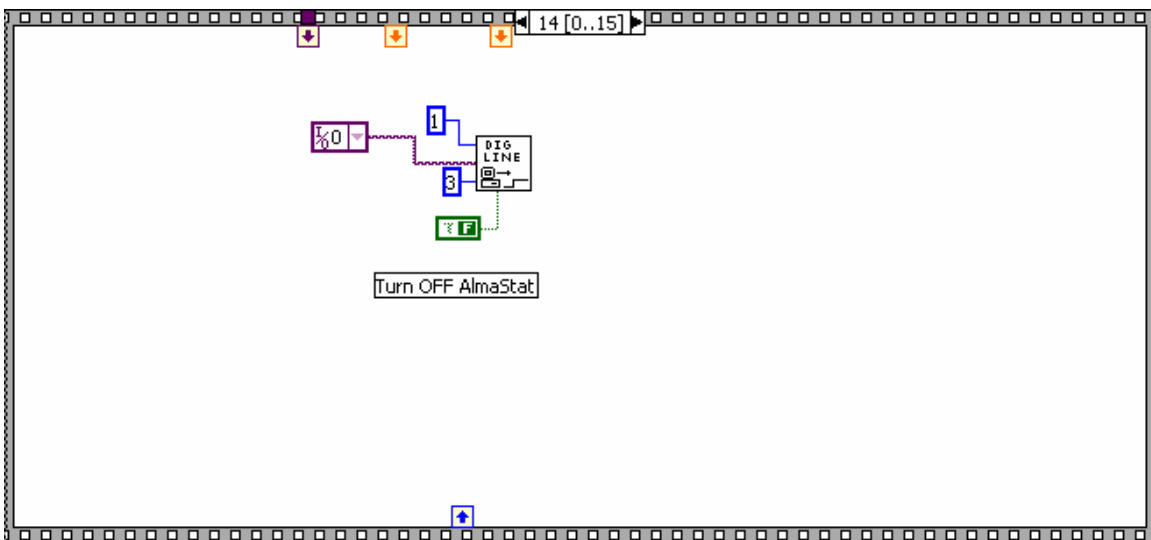 14 [0..15]
1
I/O 0
DIG
LINE
3
F
Turn OFF AlmaStat